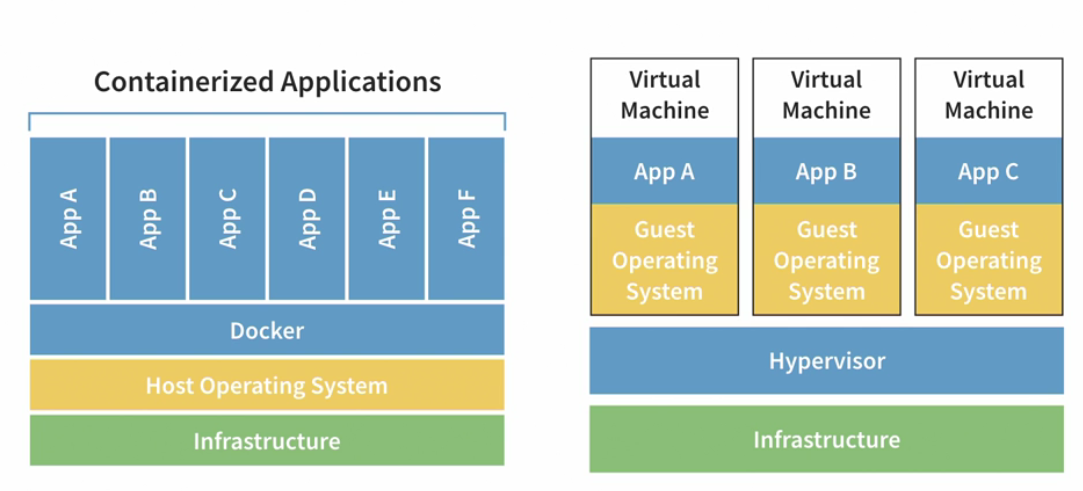 Containerized Applications
App A
App B
App C
App D
App E
App F
Docker
Host Operating System
Infrastructure
Virtual
Machine
App A
Guest
Operating
System
Virtual
Machine
App B
Guest
Operating
System
Virtual
Machine
App C
Guest
Operating
System
Hypervisor
Infrastructure